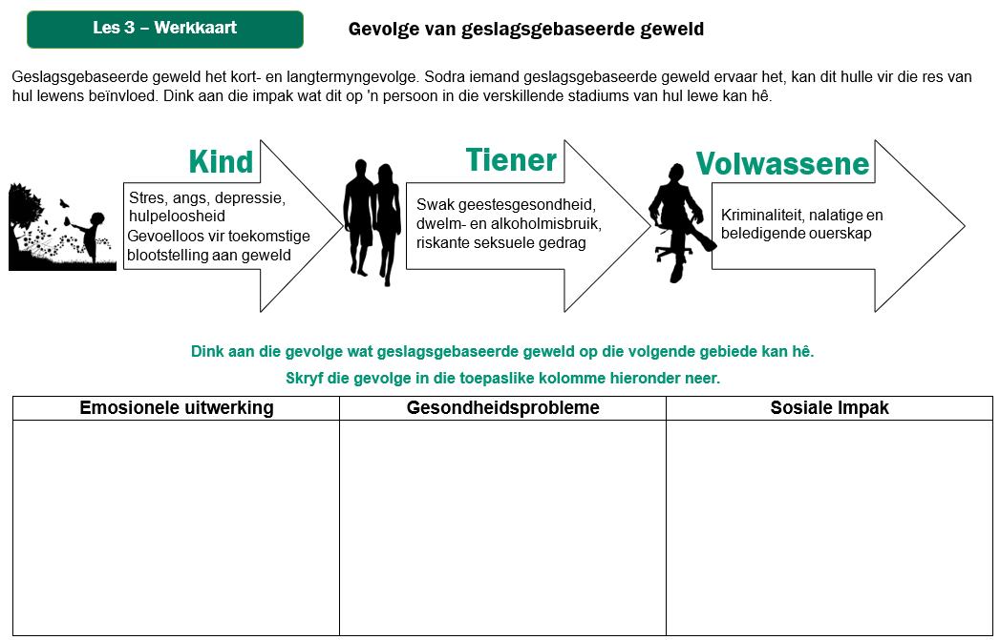 Les 3 – Werkkaart
Gevolge van geslagsgebaseerde geweld
Geslagsgebaseerde geweld het kort- en langtermyngevolge. Sodra iemand geslagsgebaseerde geweld ervaar het, kan dit hulle vir die res van
hul lewens beïnvloed. Dink aan die impak wat dit op 'n persoon in die verskillende stadiums van hul lewe kan hê.
Kind
Stres, angs, depressie,
hulpeloosheid
Gevoelloos vir toekomstige
blootstelling aan geweld
Tiener
Swak geestesgesondheid,
dwelm- en alkoholmisbruik,
riskante seksuele gedrag
Volwassene
Kriminaliteit, nalatige en
beledigende ouerskap
Dink aan die gevolge wat geslagsgebaseerde geweld op die volgende gebiede kan hê.
Skryf die gevolge in die toepaslike kolomme hieronder neer.
Emosionele uitwerking
Gesondheidsprobleme
Sosiale Impak